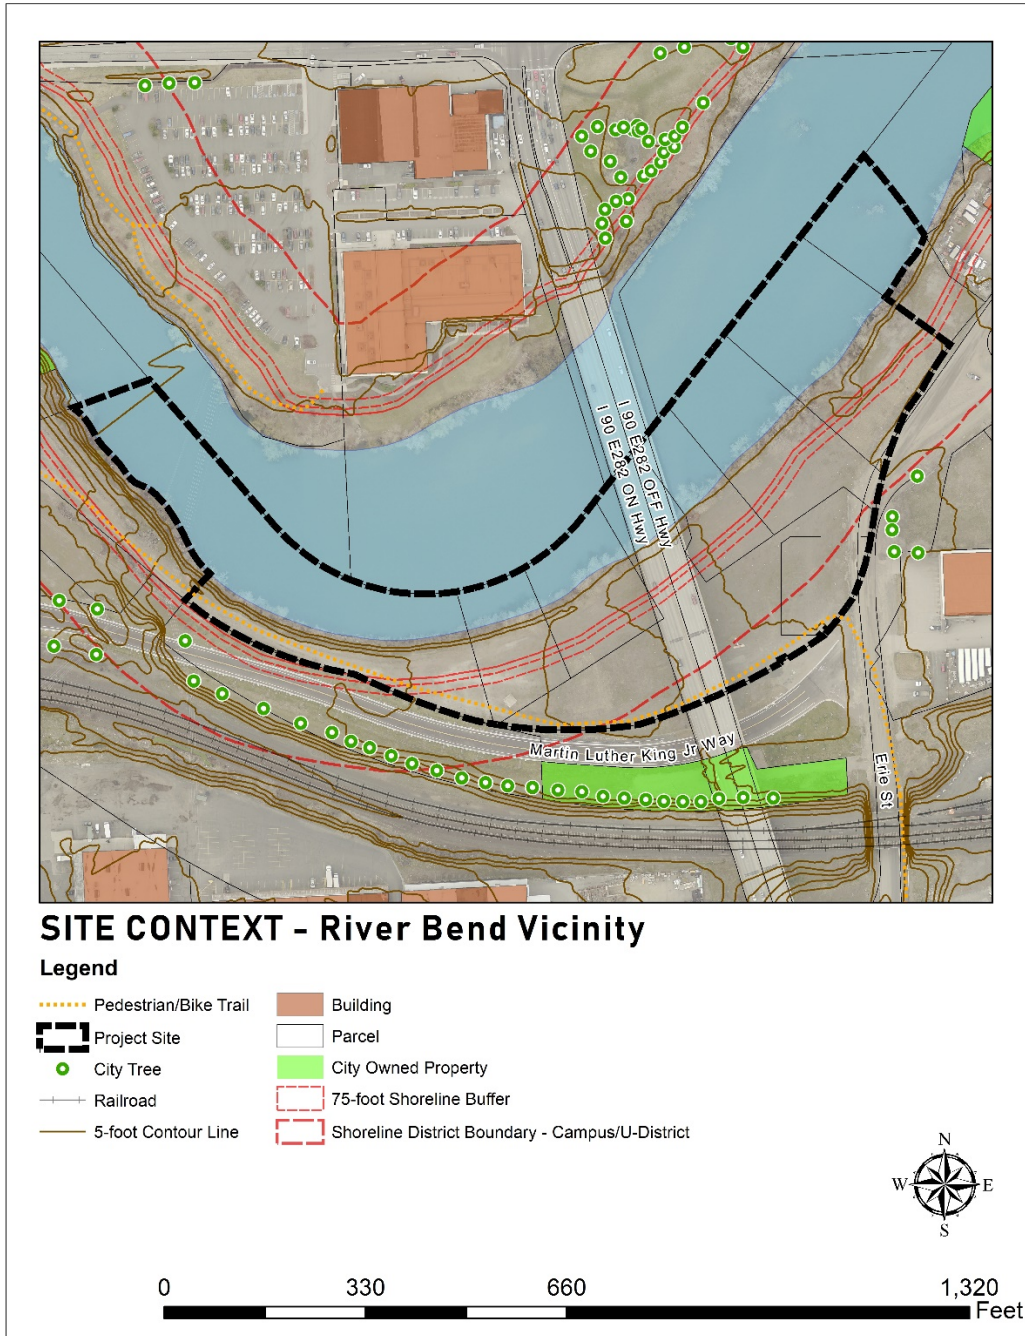 I 90 E282 OFF Hwy
I 90 E282 ON Hwy
Martin Luther King Jr Way
Erie St
SITE CONTEXT - River Bend Vicinity
Legend
Pedestrian/Bike Trail
Project Site
City Tree
Railroad
5-foot Contour Line
Building
Parcel
City Owned Property
75-foot Shoreline Buffer
Shoreline District Boundary - Campus/U-District
N
W E
S
0 330 660 1,320
Feet